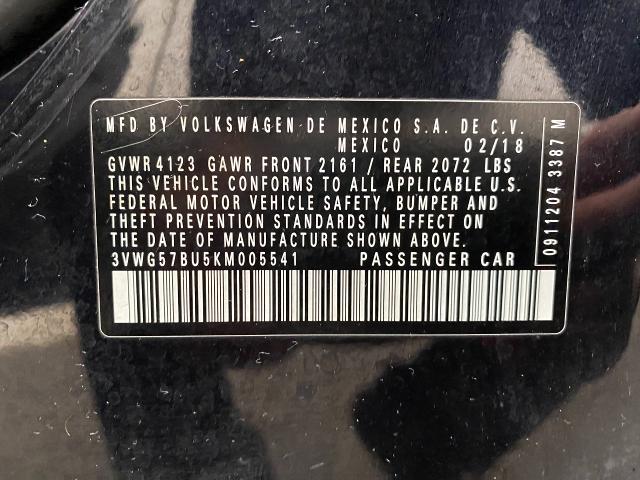 MFD BY VOLKSWAGEN DE MEXICO S.A. DE C.V.
MEXICO 02/18
GVWR 4123 GAWR FRONT 2161 / REAR 2072 LBS
THIS VEHICLE CONFORMS TO ALL APPLICABLE U.S.
FEDERAL MOTOR VEHICLE SAFETY, BUMPER AND
THEFT PREVENTION STANDARDS IN EFFECT ON
THE DATE OF MANUFACTURE SHOWN ABOVE.
3VWG57BU5KM005541 PASSENGER CAR
0911204 3387 M